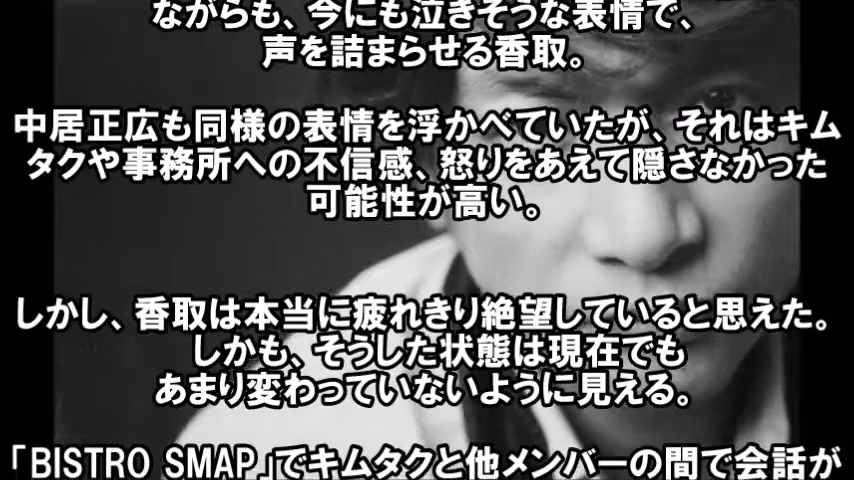 ながらも、今にも泣きそうな表情で、
声を詰まらせる香取。
中居正広も同様の表情を浮かべていたが、それはキム
タクや事務所への不信感、怒りをあえて隠さなかった
可能性が高い。
しかし、香取は本当に疲れきり絶望していると思えた。
しかも、そうした状態は現在でも
あまり変わっていないように見える。
「BISTRO SMAP」でキムタクと他メンバーの間で会話が